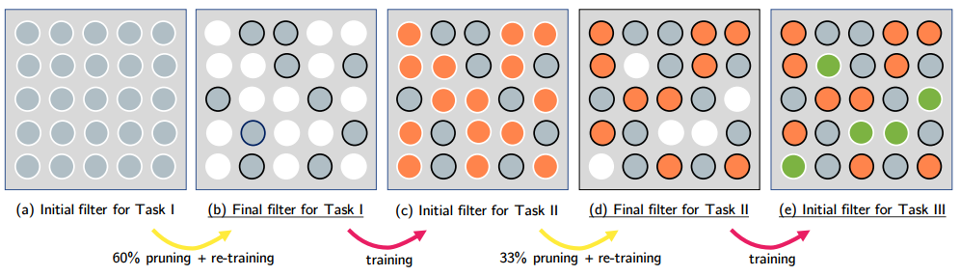 (a) Initial filter for Task I
(b) Final filter for Task I
(c) Initial filter for Task II
(d) Final filter for Task II
(e) Initial filter for Task III
60% pruning + re-training
training
33% pruning + re-training
training